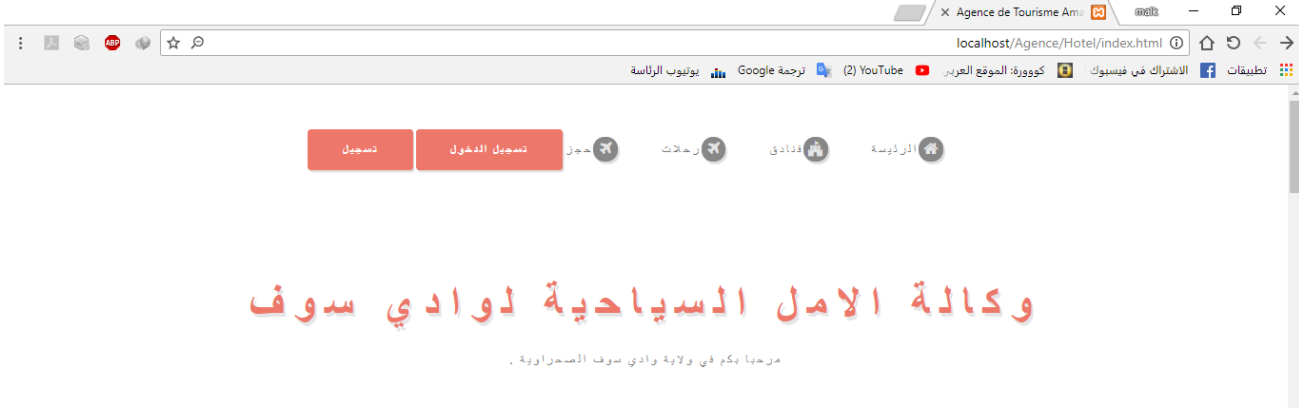 Agence de Tourisme Ama
malk
localhost/Agence/Hotel/index.html
ABP
تطبيقات الاشتراك في فيسبوك كووورة: الموقع العربي (2) YouTube ترجمة Google يوتيوب الرئاسة
الرئيسة فنادق رحلات حجز تسجيل الدخول تسجيل
وكالة الامل السياحية لوادي سوف
مرحبا بكم في ولاية وادي سوف الصحراوية .